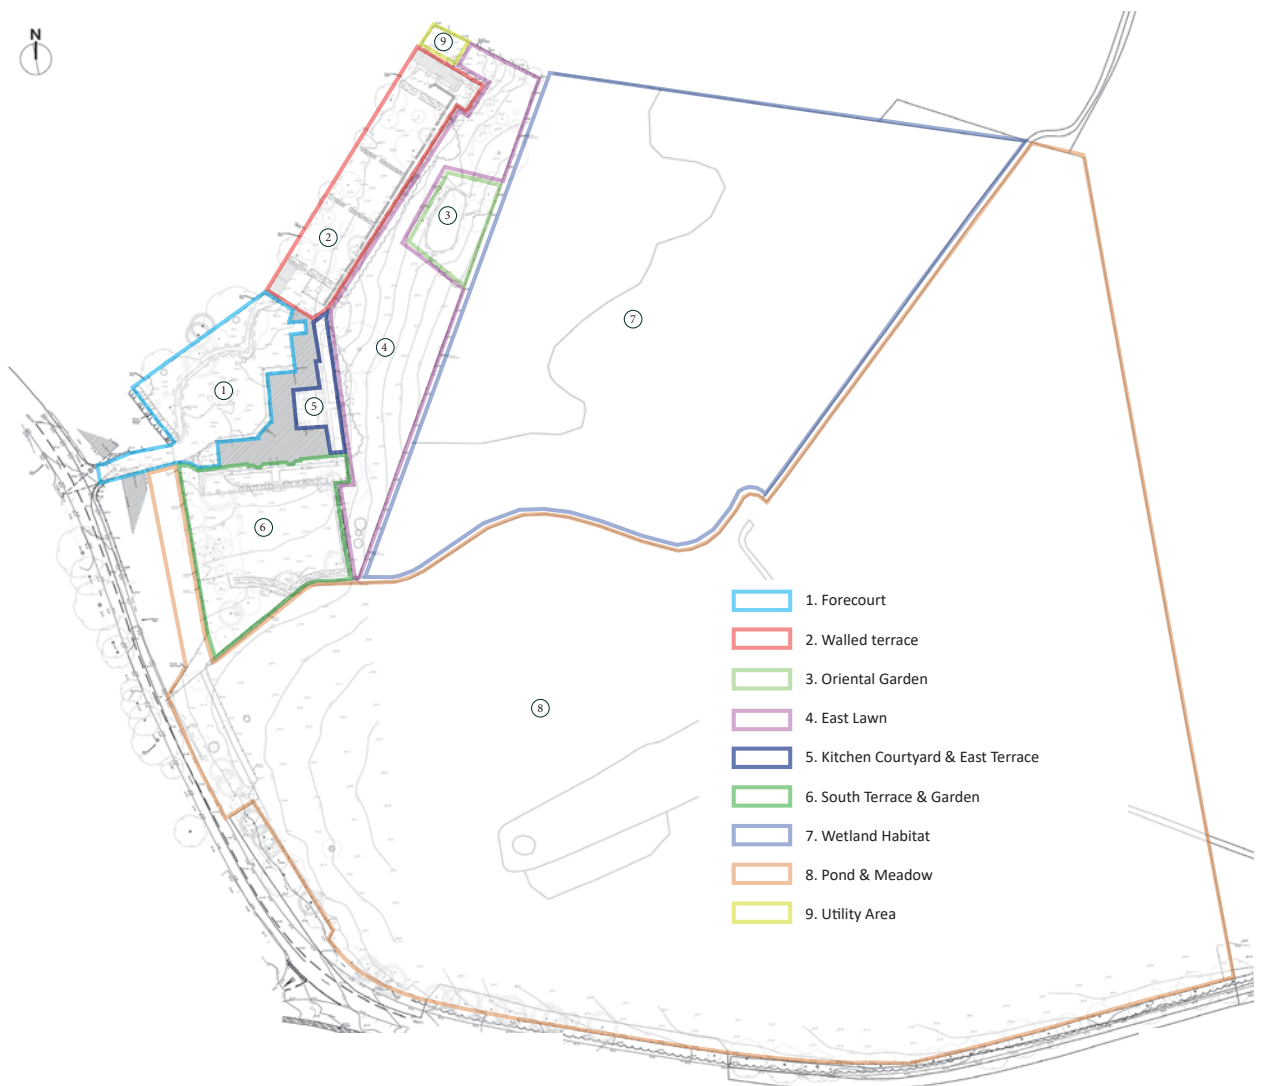 N
9
3
2
7
4
1
5
6
8
1. Forecourt
2. Walled terrace
3. Oriental Garden
4. East Lawn
5. Kitchen Courtyard & East Terrace
6. South Terrace & Garden
7. Wetland Habitat
8. Pond & Meadow
9. Utility Area